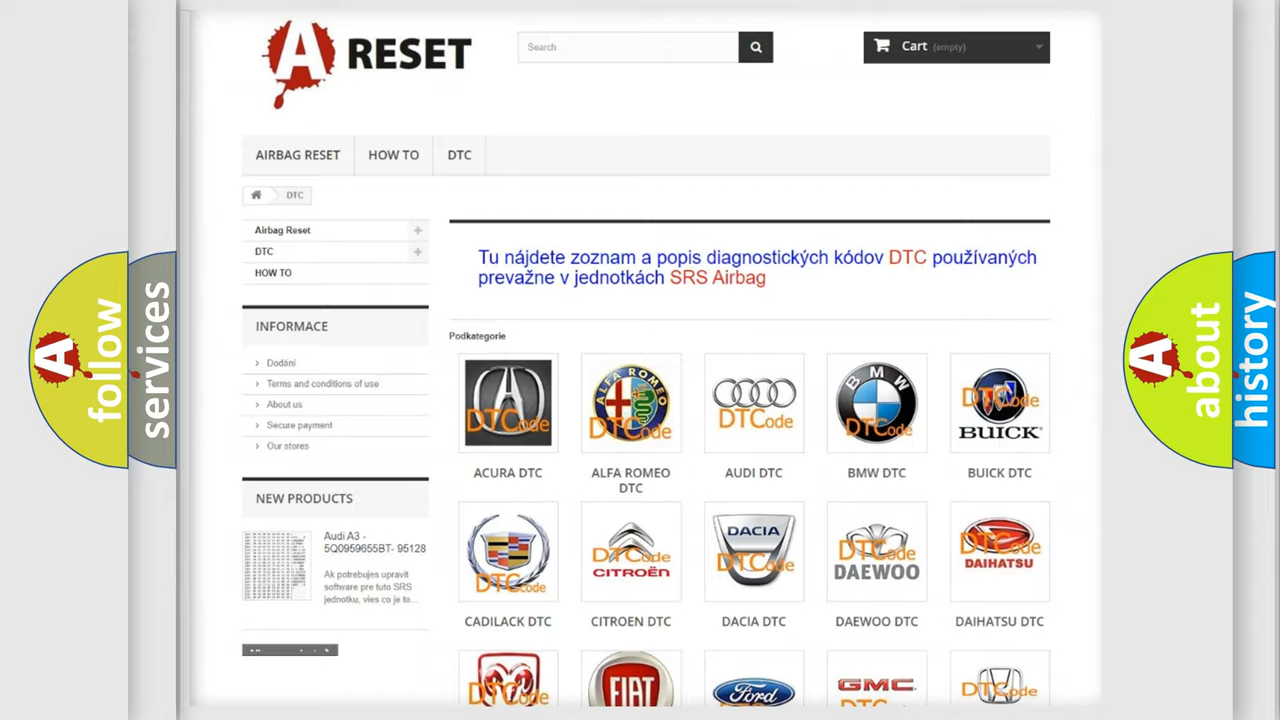 A RESET
Search
Cart (empty)
AIRBAG RESET
HOW TO
DTC
DTC
Airbag Reset
DTC
HOW TO
INFORMACE
Dodání
Terms and conditions of use
About us
Secure payment
Our stores
NEW PRODUCTS
Audi A3 -
5Q0959655BT- 95128
Ak potrebujes upravit
software pre tuto SRS
jednotku, vies co je to...
Tu nájdete zoznam a popis diagnostických kódov DTC používaných
prevažne v jednotkách SRS Airbag
Podkategorie
DTCode
ALFA ROMEO
DTCode
DTCode
BMW
DTCode
DTCode
BUICK
ACURA DTC
ALFA ROMEO
DTC
AUDI DTC
BMW DTC
BUICK DTC
DTCode
DTCode
CITROËN
DACIA
DTCode
DTCode
DAEWOO
DTCode
DAIHATSU
CADILACK DTC
CITROEN DTC
DACIA DTC
DAEWOO DTC
DAIHATSU DTC
DTCode
FIAT
Ford
GMC
DTCode
A follow
services
A about
history